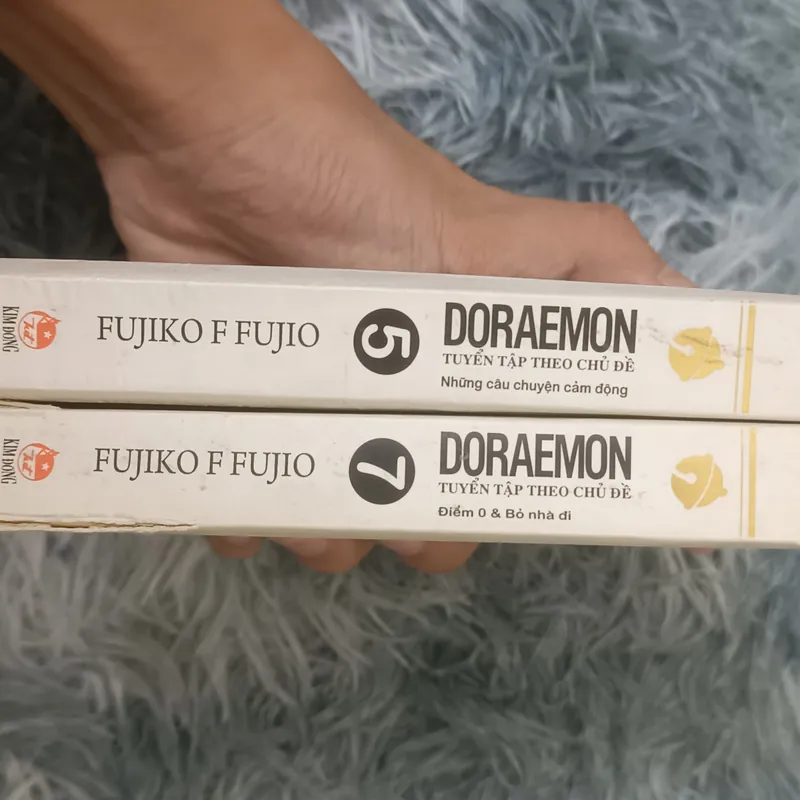 KIM ĐỒNG
FUJIKO F FUJIO
5
DORAEMON
TUYỂN TẬP THEO CHỦ ĐỀ
Những câu chuyện cảm động
KIM ĐỒNG
FUJIKO F FUJIO
7
DORAEMON
TUYỂN TẬP THEO CHỦ ĐỀ
Điểm 0 & Bỏ nhà đi